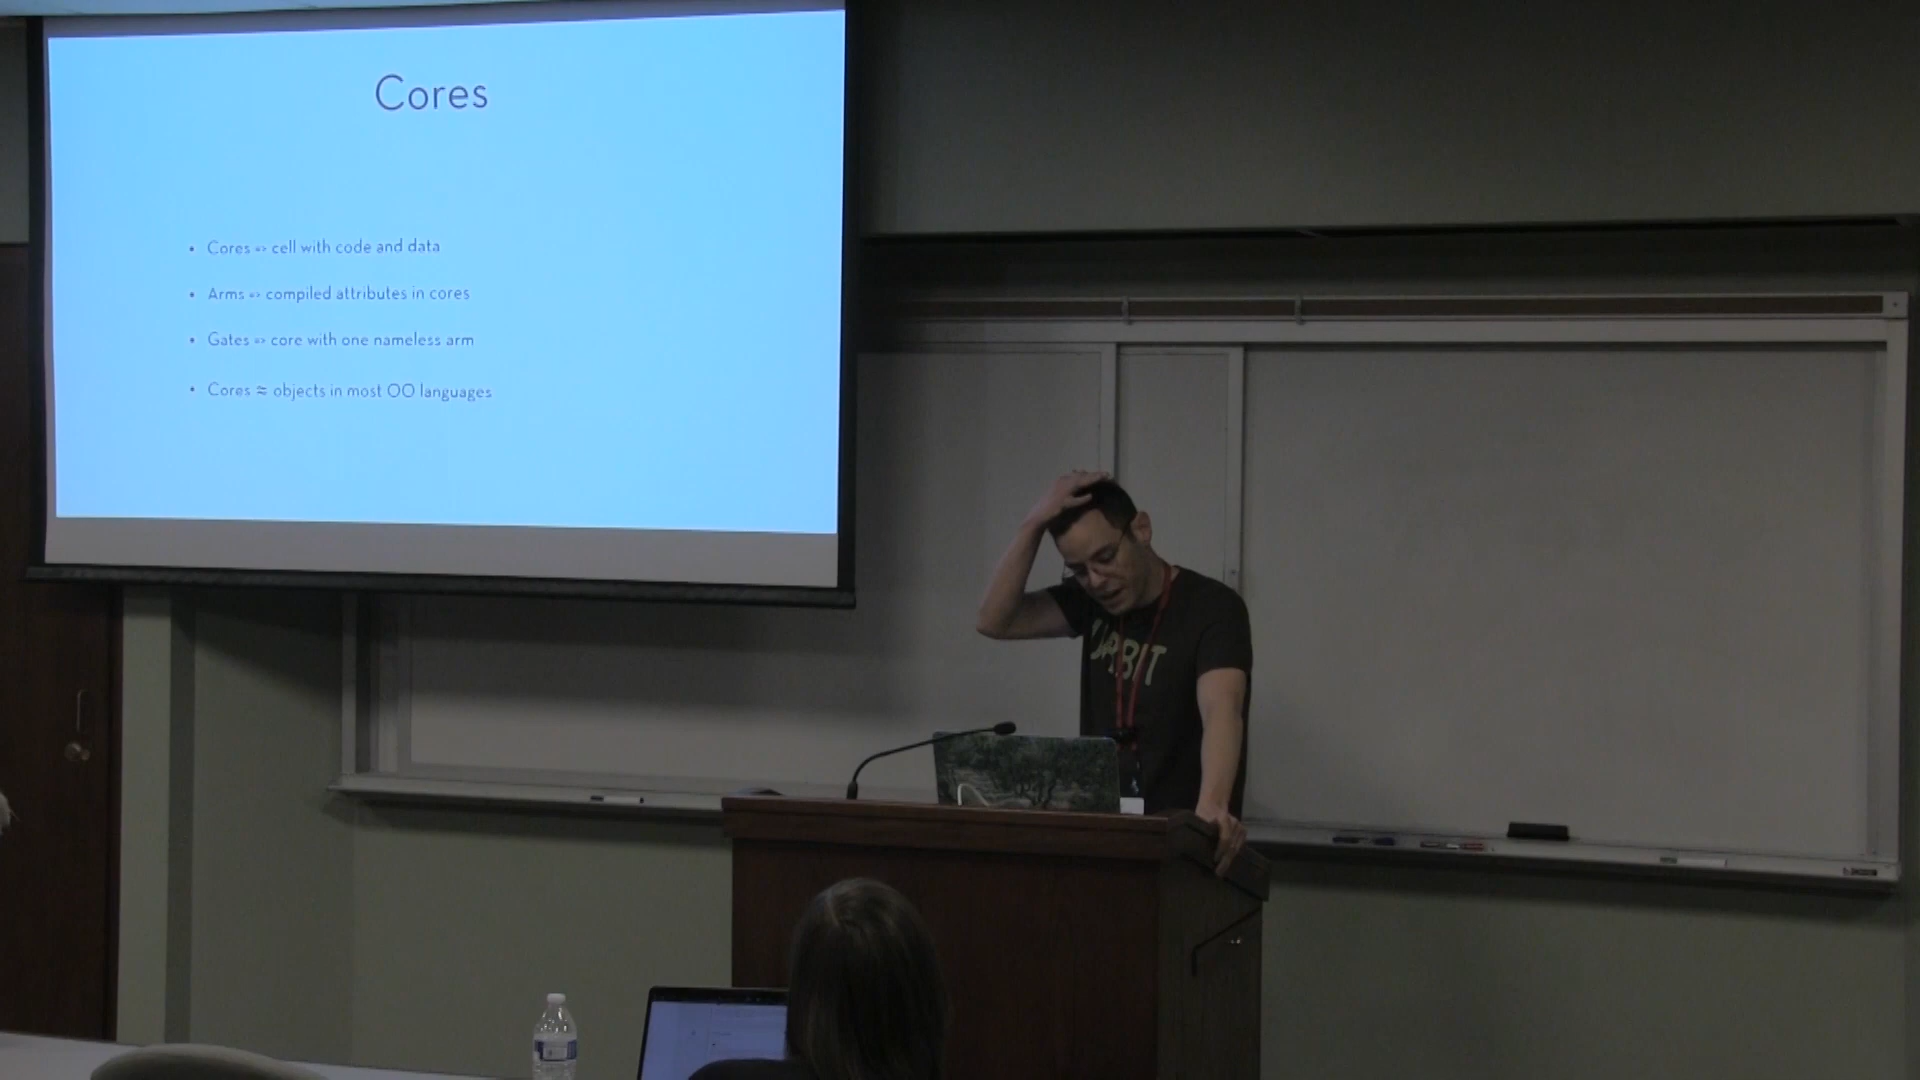 Cores
• Cores => cell with code and data
• Arms => compiled attributes in cores
• Gates => core with one nameless arm
• Cores ≈ objects in most OO languages
URBIT